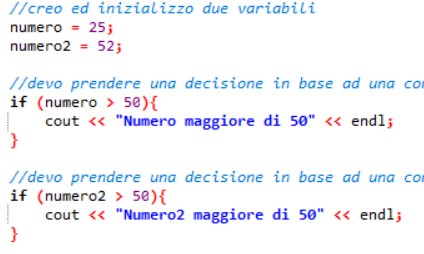 //creo ed inizializzo due variabili
numero = 25;
numero2 = 52;
//devo prendere una decisione in base ad una
if (numero > 50){
cout << "Numero maggiore di 50" << endl;
}
//devo prendere una decisione in base ad una
if (numero2 > 50){
cout << "Numero2 maggiore di 50" << endl;
}